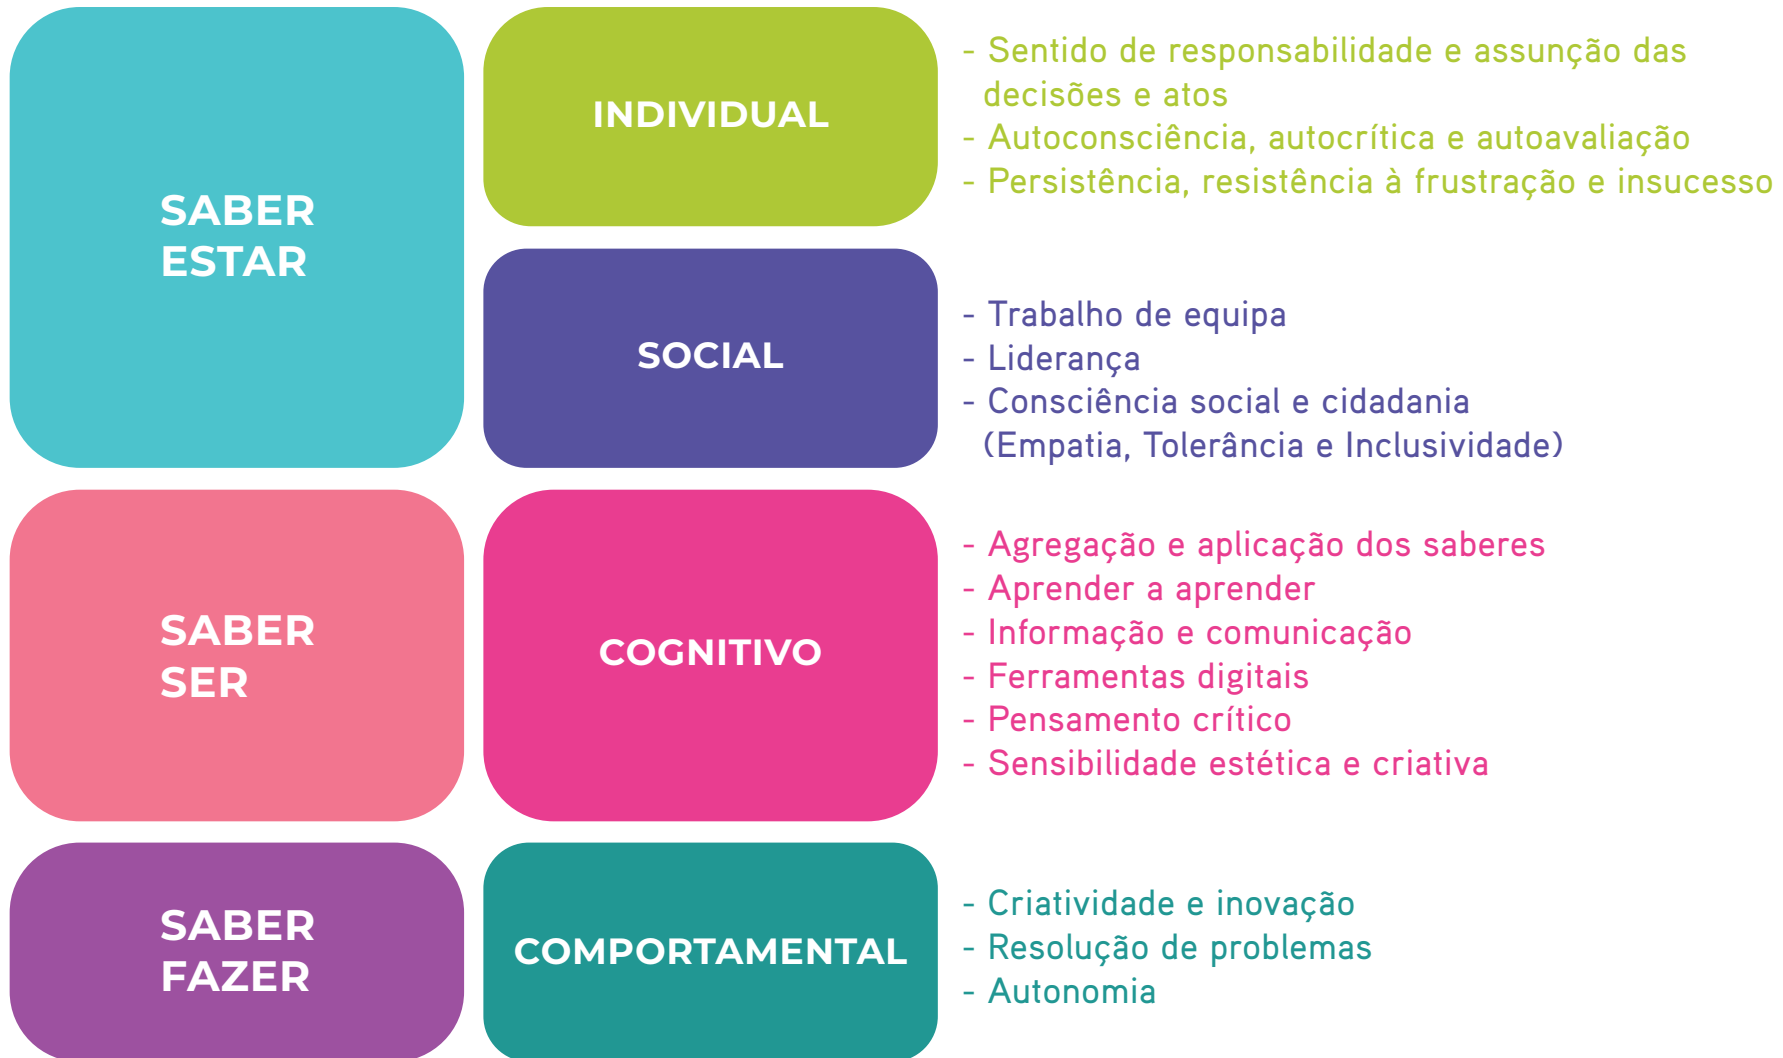 SABER
ESTAR
INDIVIDUAL
- Sentido de responsabilidade e assunção das
decisões e atos
- Autoconsciência, autocrítica e autoavaliação
- Persistência, resistência à frustração e insucesso
SOCIAL
- Trabalho de equipa
- Liderança
- Consciência social e cidadania
(Empatia, Tolerância e Inclusividade)
SABER
SER
COGNITIVO
- Agregação e aplicação dos saberes
- Aprender a aprender
- Informação e comunicação
- Ferramentas digitais
- Pensamento crítico
- Sensibilidade estética e criativa
SABER
FAZER
COMPORTAMENTAL
- Criatividade e inovação
- Resolução de problemas
- Autonomia